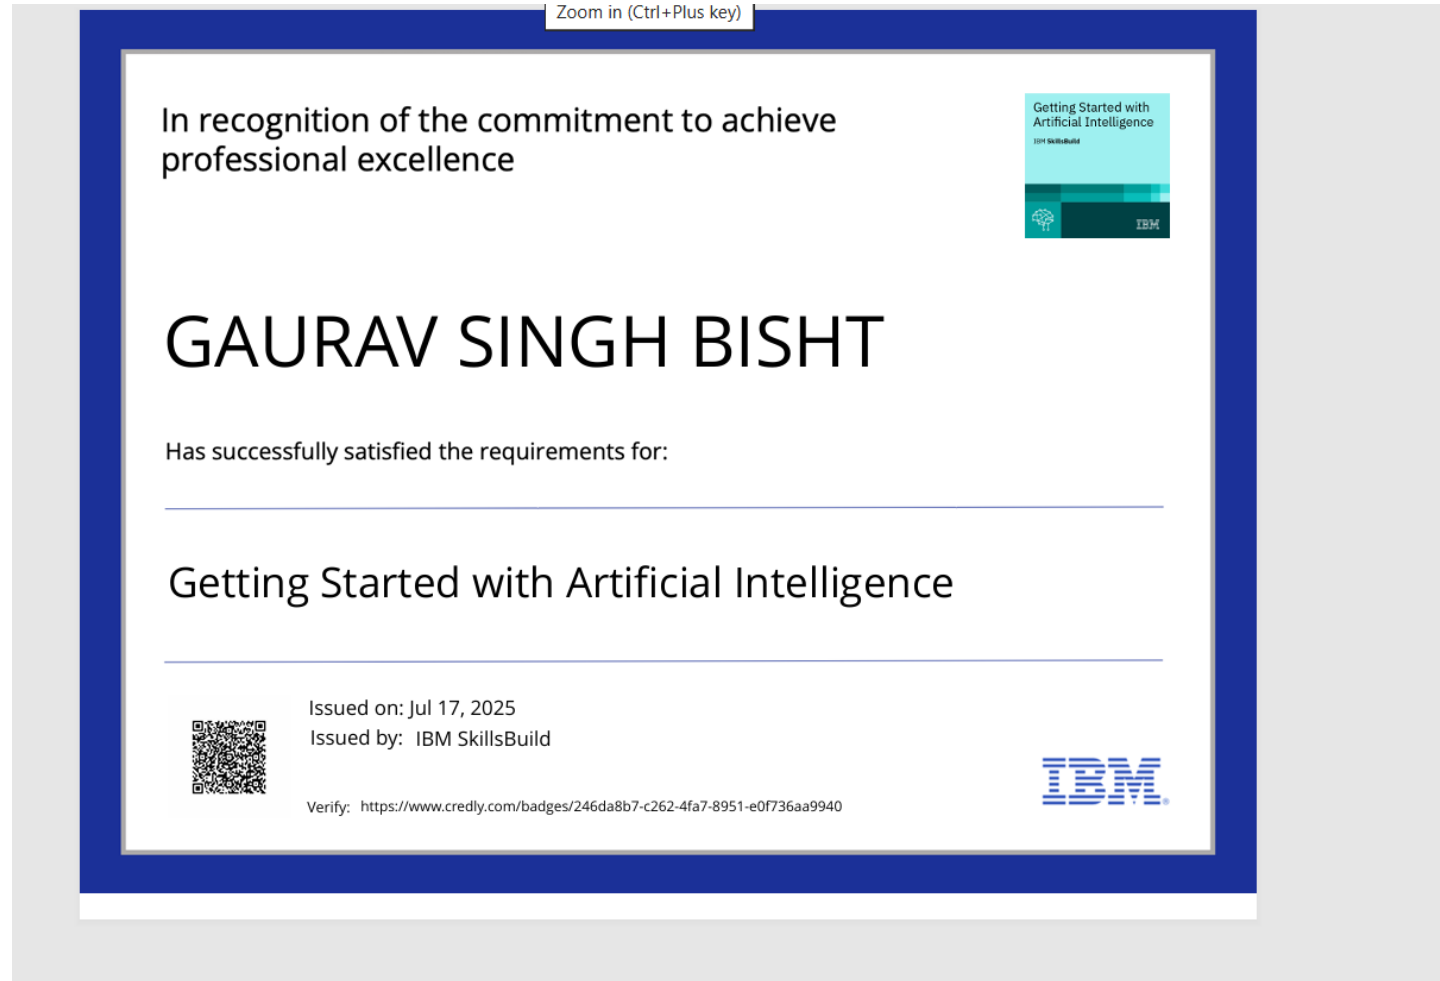 Zoom in (Ctrl+Plus key)
In recognition of the commitment to achieve
professional excellence
Getting Started with
Artificial Intelligence
IBM SkillsBuild
IBM
GAURAV SINGH BISHT
Has successfully satisfied the requirements for:
Getting Started with Artificial Intelligence
Issued on: Jul 17, 2025
Issued by: IBM SkillsBuild
Verify: https://www.credly.com/badges/246da8b7-c262-4fa7-8951-e0f736aa9940
IBM®